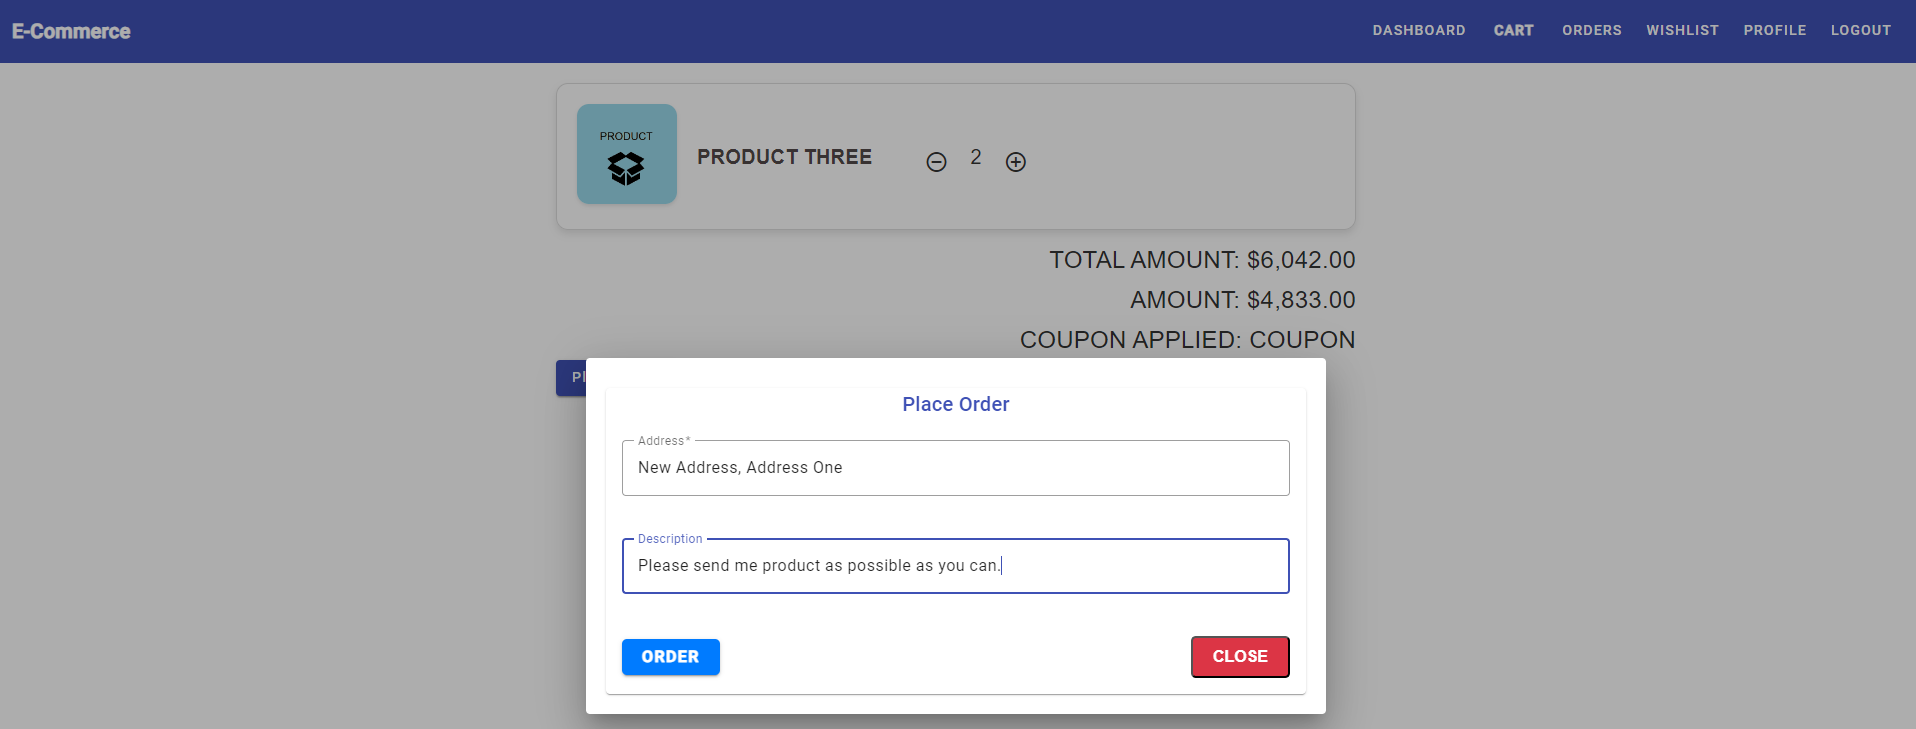 E-Commerce
DASHBOARD CART ORDERS WISHLIST PROFILE LOGOUT
PRODUCT
PRODUCT THREE 2
TOTAL AMOUNT: $6,042.00
AMOUNT: $4,833.00
COUPON APPLIED: COUPON
Pl
Place Order
Address*
New Address, Address One
Description
Please send me product as possible as you can.
ORDER CLOSE